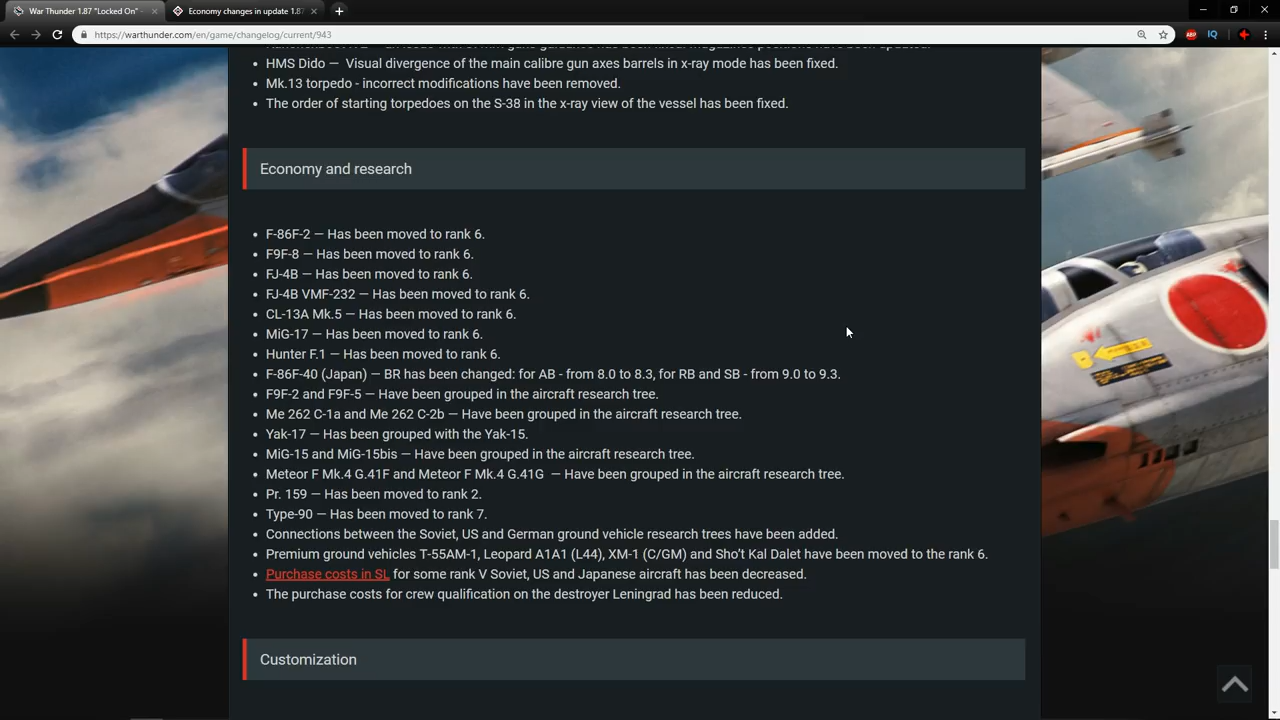 War Thunder 1.87 "Locked On" -
Economy changes in update 1.87
https://warthunder.com/en/game/changelog/current/943
ABP
IQ
HMS Dido — Visual divergence of the main calibre gun axes barrels in x-ray mode has been fixed.
Mk.13 torpedo - incorrect modifications have been removed.
The order of starting torpedoes on the S-38 in the x-ray view of the vessel has been fixed.
Economy and research
F-86F-2 — Has been moved to rank 6.
F9F-8 — Has been moved to rank 6.
FJ-4B — Has been moved to rank 6.
FJ-4B VMF-232 — Has been moved to rank 6.
CL-13A Mk.5 — Has been moved to rank 6.
MiG-17 — Has been moved to rank 6.
Hunter F.1 — Has been moved to rank 6.
F-86F-40 (Japan) — BR has been changed: for AB - from 8.0 to 8.3, for RB and SB - from 9.0 to 9.3.
F9F-2 and F9F-5 — Have been grouped in the aircraft research tree.
Me 262 C-1a and Me 262 C-2b — Have been grouped in the aircraft research tree.
Yak-17 — Has been grouped with the Yak-15.
MiG-15 and MiG-15bis — Have been grouped in the aircraft research tree.
Meteor F Mk.4 G.41F and Meteor F Mk.4 G.41G — Have been grouped in the aircraft research tree.
Pr. 159 — Has been moved to rank 2.
Type-90 — Has been moved to rank 7.
Connections between the Soviet, US and German ground vehicle research trees have been added.
Premium ground vehicles T-55AM-1, Leopard A1A1 (L44), XM-1 (C/GM) and Sho't Kal Dalet have been moved to the rank 6.
Purchase costs in SL for some rank V Soviet, US and Japanese aircraft has been decreased.
The purchase costs for crew qualification on the destroyer Leningrad has been reduced.
Customization